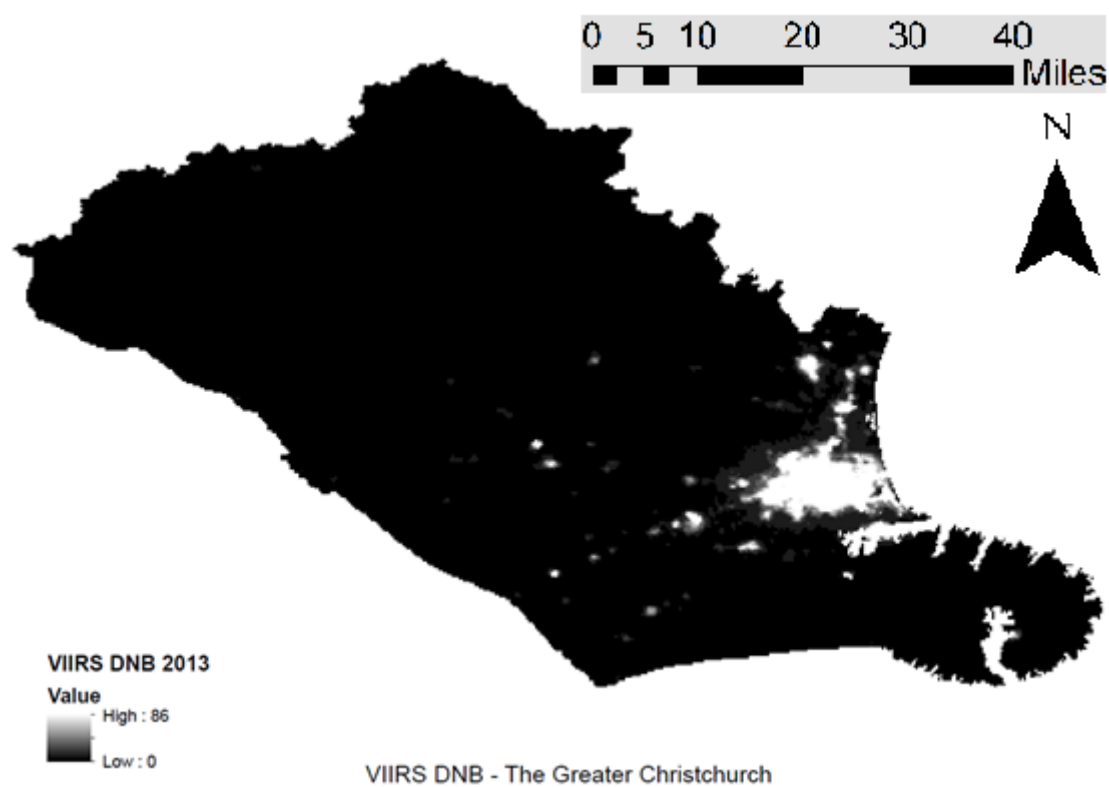 0 5 10 20 30 40
Miles
N
VIIRS DNB 2013
Value
High : 86
Low : 0
VIIRS DNB - The Greater Christchurch